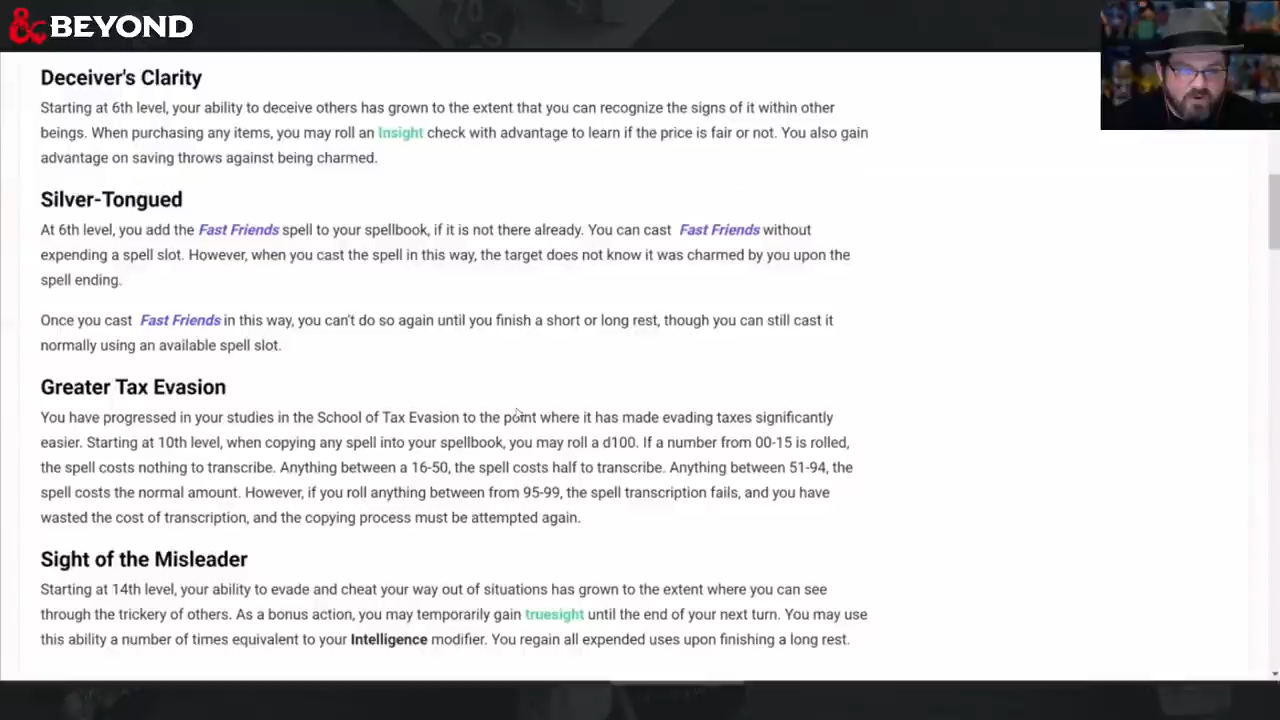 & BEYOND
Deceiver's Clarity
Starting at 6th level, your ability to deceive others has grown to the extent that you can recognize the signs of it within other
beings. When purchasing any items, you may roll an Insight check with advantage to learn if the price is fair or not. You also gain
advantage on saving throws against being charmed.
Silver-Tongued
At 6th level, you add the Fast Friends spell to your spellbook, if it is not there already. You can cast Fast Friends without
expending a spell slot. However, when you cast the spell in this way, the target does not know it was charmed by you upon the
spell ending.
Once you cast Fast Friends in this way, you can't do so again until you finish a short or long rest, though you can still cast it
normally using an available spell slot.
Greater Tax Evasion
You have progressed in your studies in the School of Tax Evasion to the point where it has made evading taxes significantly
easier. Starting at 10th level, when copying any spell into your spellbook, you may roll a d100. If a number from 00-15 is rolled,
the spell costs nothing to transcribe. Anything between a 16-50, the spell costs half to transcribe. Anything between 51-94, the
spell costs the normal amount. However, if you roll anything between from 95-99, the spell transcription fails, and you have
wasted the cost of transcription, and the copying process must be attempted again.
Sight of the Misleader
Starting at 14th level, your ability to evade and cheat your way out of situations has grown to the extent where you can see
through the trickery of others. As a bonus action, you may temporarily gain truesight until the end of your next turn. You may use
this ability a number of times equivalent to your Intelligence modifier. You regain all expended uses upon finishing a long rest.